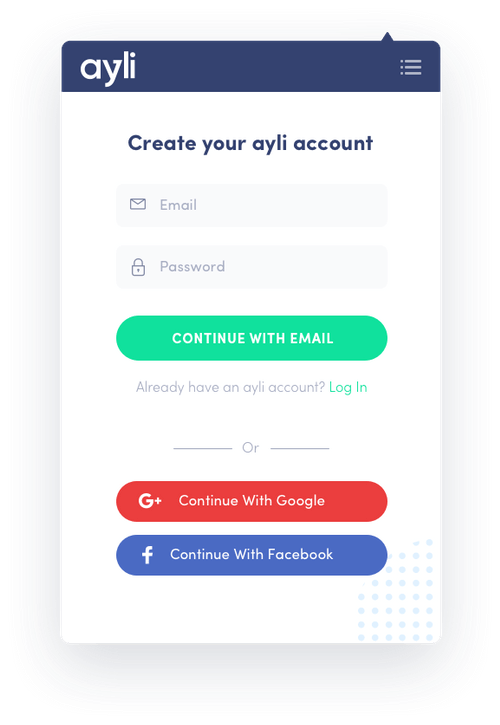 ayli
Create your ayli account
Email
Password
CONTINUE WITH EMAIL
Already have an ayli account? Log In
Or
G+ Continue With Google
f Continue With Facebook